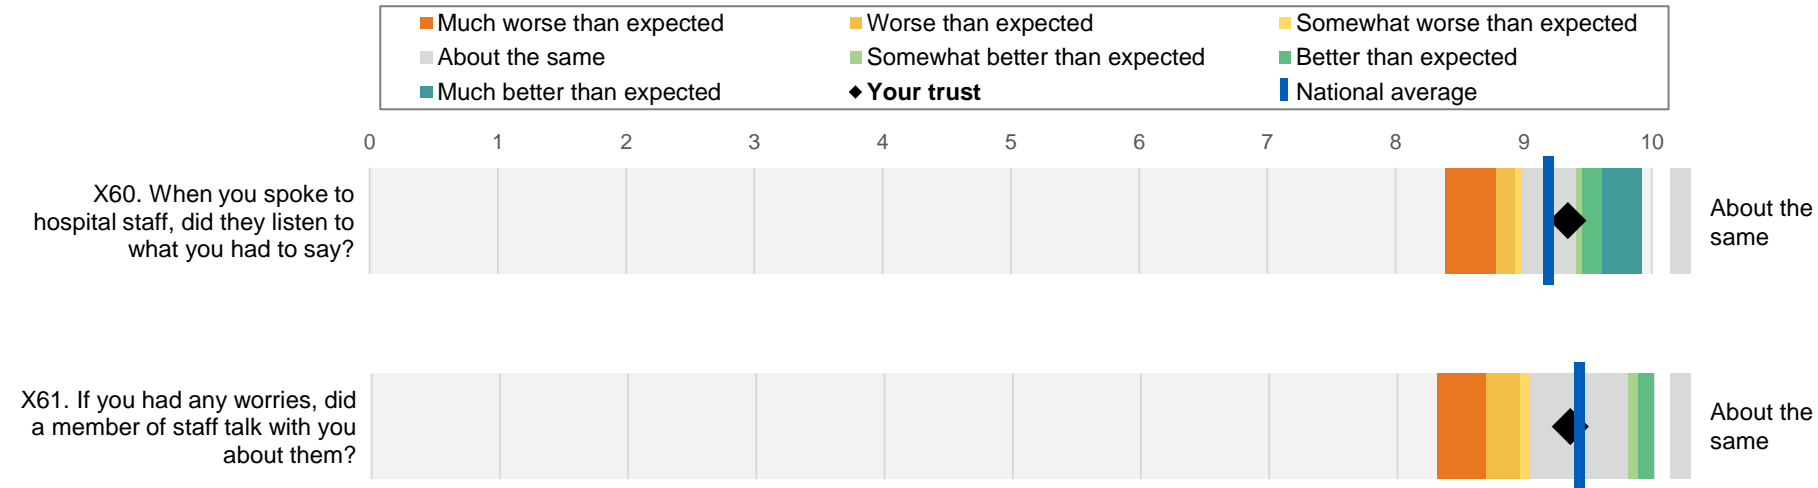 Much worse than expected
Worse than expected
Somewhat worse than expected
About the same
Somewhat better than expected
Better than expected
Much better than expected
Your trust
National average
0 1 2 3 4 5 6 7 8 9 10
X60. When you spoke to
hospital staff, did they listen to
what you had to say?
About the
same
X61. If you had any worries, did
a member of staff talk with you
about them?
About the
same